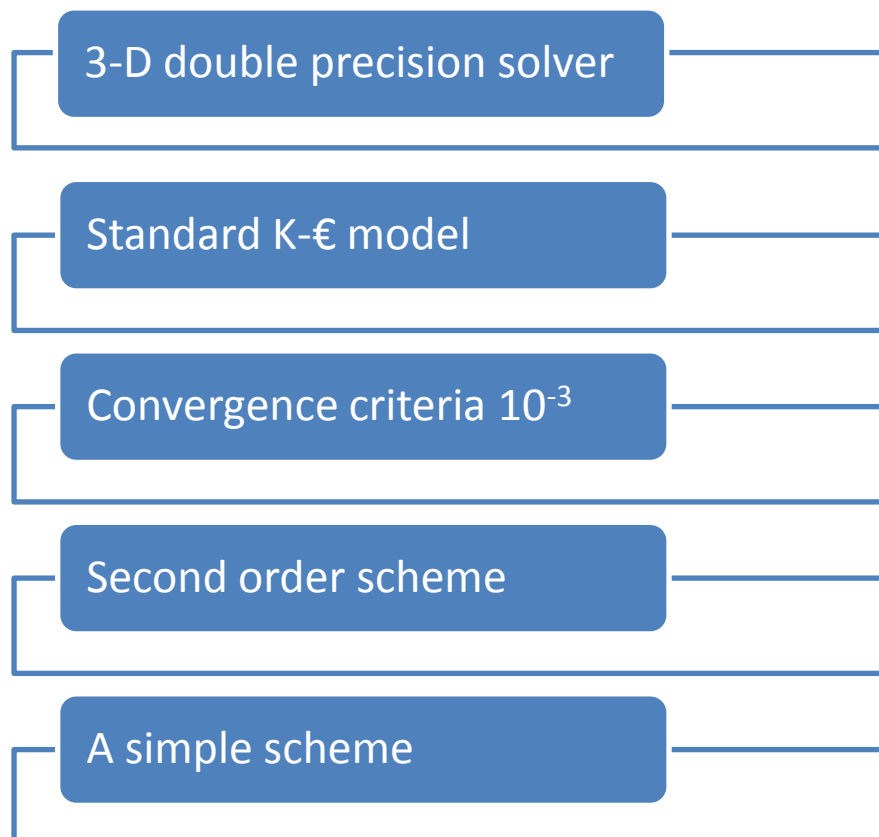 3-D double precision solver
Standard K-€ model
Convergence criteria 10⁻³
Second order scheme
A simple scheme